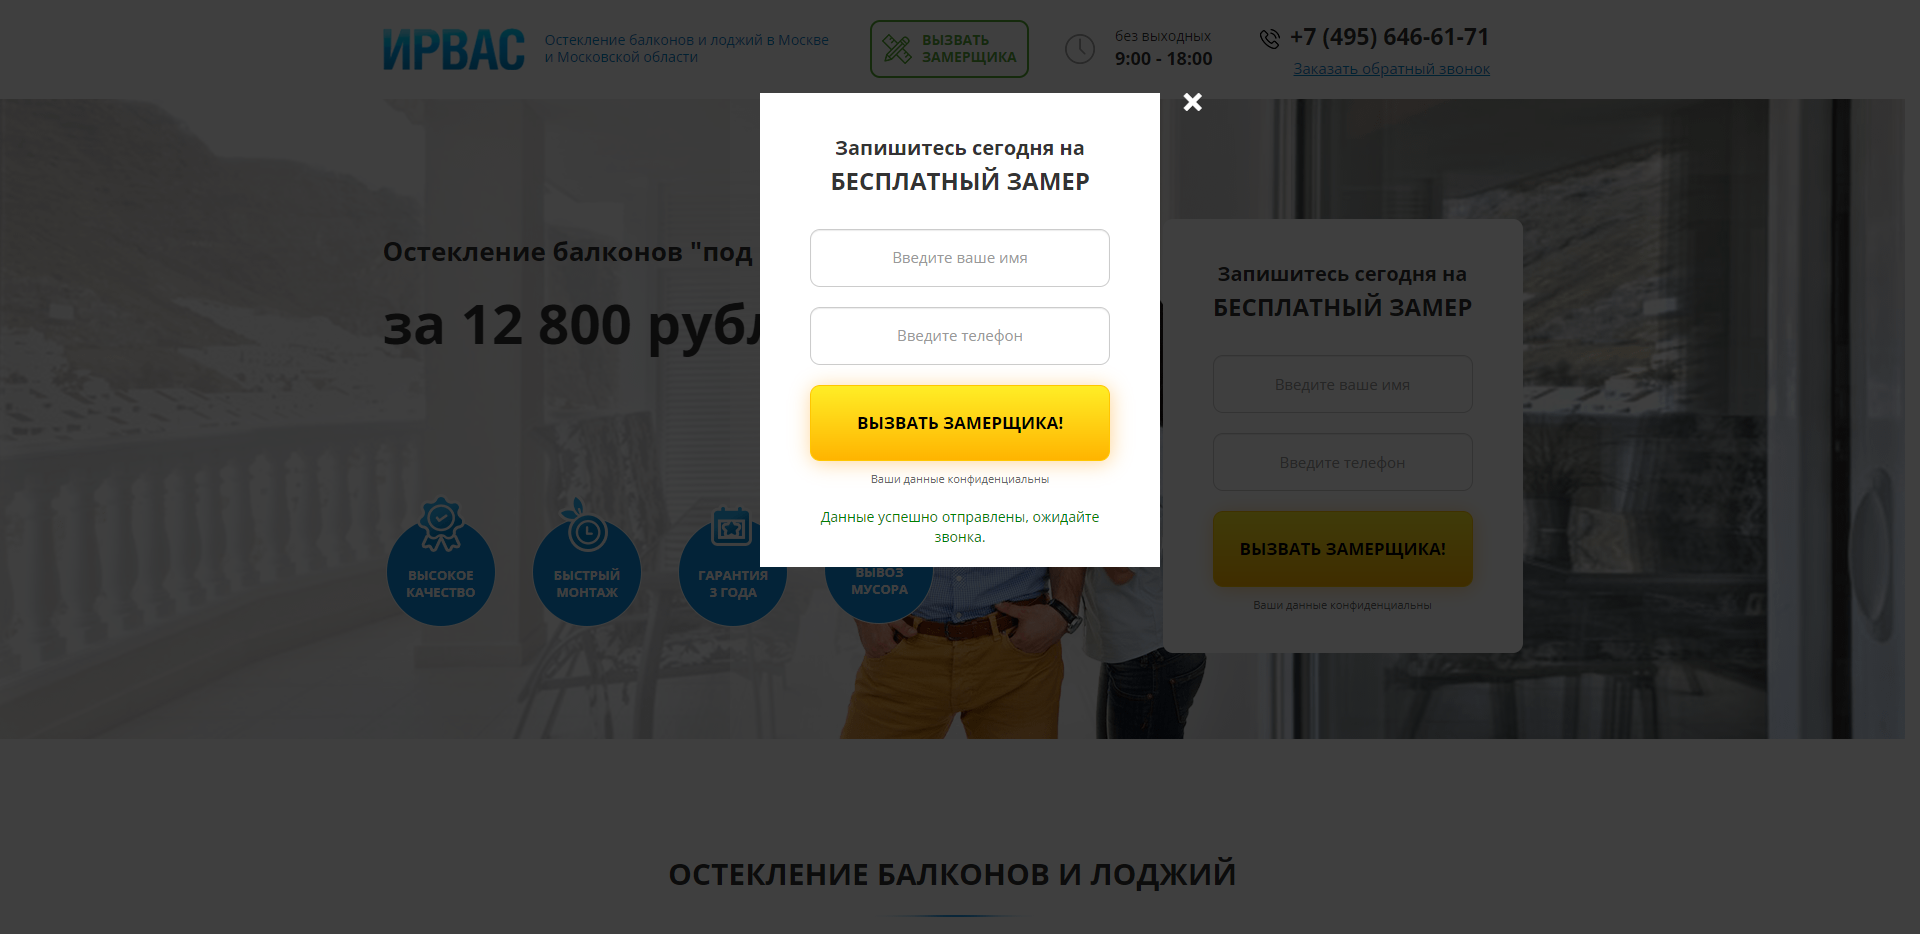 ИРВАС
Остекление балконов и лоджий в Москве
и Московской области
ВЫЗВАТЬ
ЗАМЕРЩИКА
без выходных
9:00 - 18:00
+7 (495) 646-61-71
Заказать обратный звонок
Запишитесь сегодня на
БЕСПЛАТНЫЙ ЗАМЕР
Введите ваше имя
Введите телефон
ВЫЗВАТЬ ЗАМЕРЩИКА!
Ваши данные конфиденциальны
Данные успешно отправлены, ожидайте
звонка.
Остекление балконов "под
за 12 800 рубл
ВЫСОКОЕ
КАЧЕСТВО
БЫСТРЫЙ
МОНТАЖ
ГАРАНТИЯ
3 ГОДА
ВЫВОЗ
МУСОРА
Запишитесь сегодня на
БЕСПЛАТНЫЙ ЗАМЕР
Введите ваше имя
Введите телефон
ВЫЗВАТЬ ЗАМЕРЩИКА!
Ваши данные конфиденциальны
ОСТЕКЛЕНИЕ БАЛКОНОВ И ЛОДЖИЙ